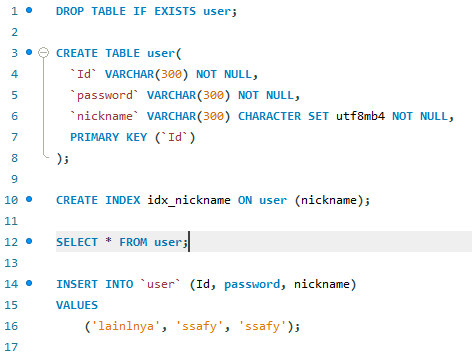 1 DROP TABLE IF EXISTS user;
2
3 CREATE TABLE user(
4 `Id` VARCHAR(300) NOT NULL,
5 `password` VARCHAR(300) NOT NULL,
6 `nickname` VARCHAR(300) CHARACTER SET utf8mb4 NOT NULL,
7 PRIMARY KEY (`Id`)
8 );
9
10 CREATE INDEX idx_nickname ON user (nickname);
11
12 SELECT * FROM user;
13
14 INSERT INTO `user` (Id, password, nickname)
15 VALUES
16 ('lainlnya', 'ssafy', 'ssafy');
17